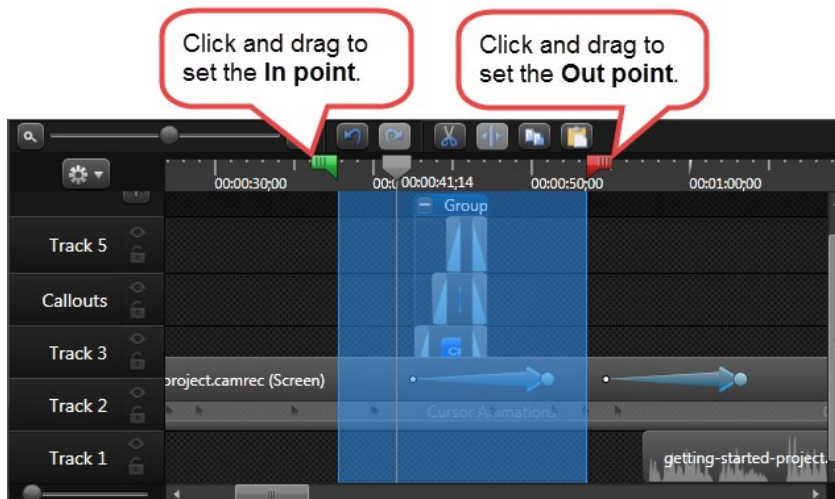 Click and drag to
set the In point.
Click and drag to
set the Out point.
00:00:30;00
00:00:41;14
00:00:50;00
00:01:00;00
Group
Track 5
Callouts
Track 3
project.camrec (Screen)
Track 2
Cursor Animations
Track 1
getting-started-project.